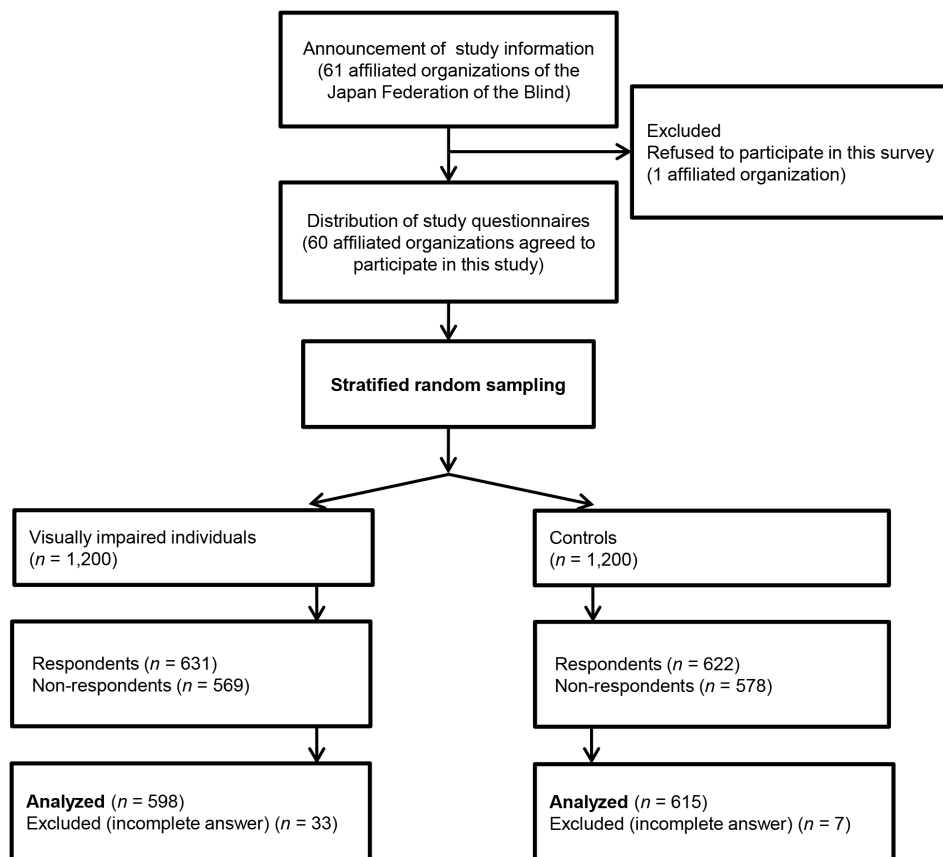 Announcement of study information
(61 affiliated organizations of the
Japan Federation of the Blind)
Excluded
Refused to participate in this survey
(1 affiliated organization)
Distribution of study questionnaires
(60 affiliated organizations agreed to
participate in this study)
Stratified random sampling
Visually impaired individuals
(n = 1,200)
Controls
(n = 1,200)
Respondents (n = 631)
Non-respondents (n = 569)
Respondents (n = 622)
Non-respondents (n = 578)
Analyzed (n = 598)
Excluded (incomplete answer) (n = 33)
Analyzed (n = 615)
Excluded (incomplete answer) (n = 7)